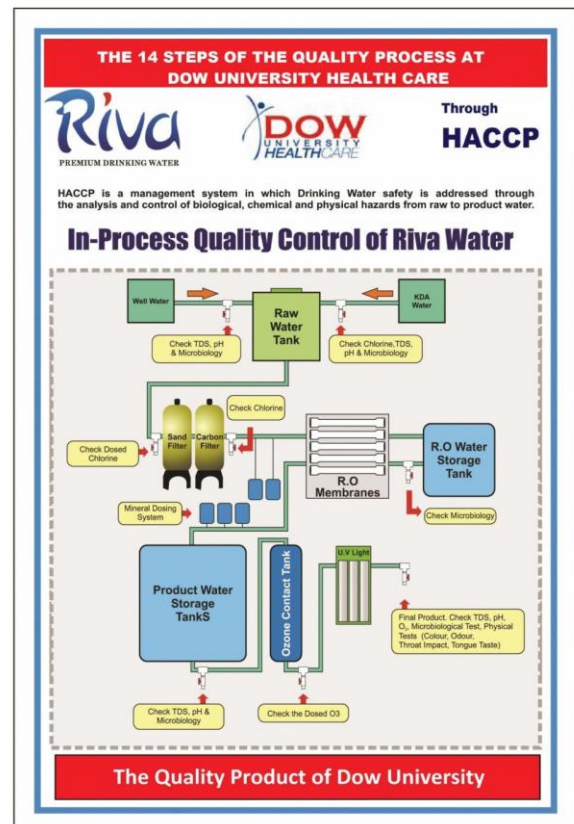 THE 14 STEPS OF THE QUALITY PROCESS AT
DOW UNIVERSITY HEALTH CARE
Riva
PREMIUM DRINKING WATER
DOW
UNIVERSITY
HEALTHCARE
Through
HACCP
HACCP is a management system in which Drinking Water safety is addressed through
the analysis and control of biological, chemical and physical hazards from raw to product water.
In-Process Quality Control of Riva Water
Well Water
Raw
Water
Tank
KDA
Water
Check TDS, pH
& Microbiology
Check Chlorine,TDS,
pH & Microbiology
Check Chlorine
Sand
Filter
Carbon
Filter
Check Dosed
Chlorine
R.O
Membranes
R.O Water
Storage
Tank
Mineral Dosing
System
Check Microbiology
Product Water
Storage
TankS
Ozone Contact Tank
U.V Light
Final Product. Check TDS, pH,
O₃, Microbiological Test, Physical
Tests (Colour, Odour,
Throat Impact, Tongue Taste)
Check TDS, pH &
Microbiology
Check the Dosed O3
The Quality Product of Dow University